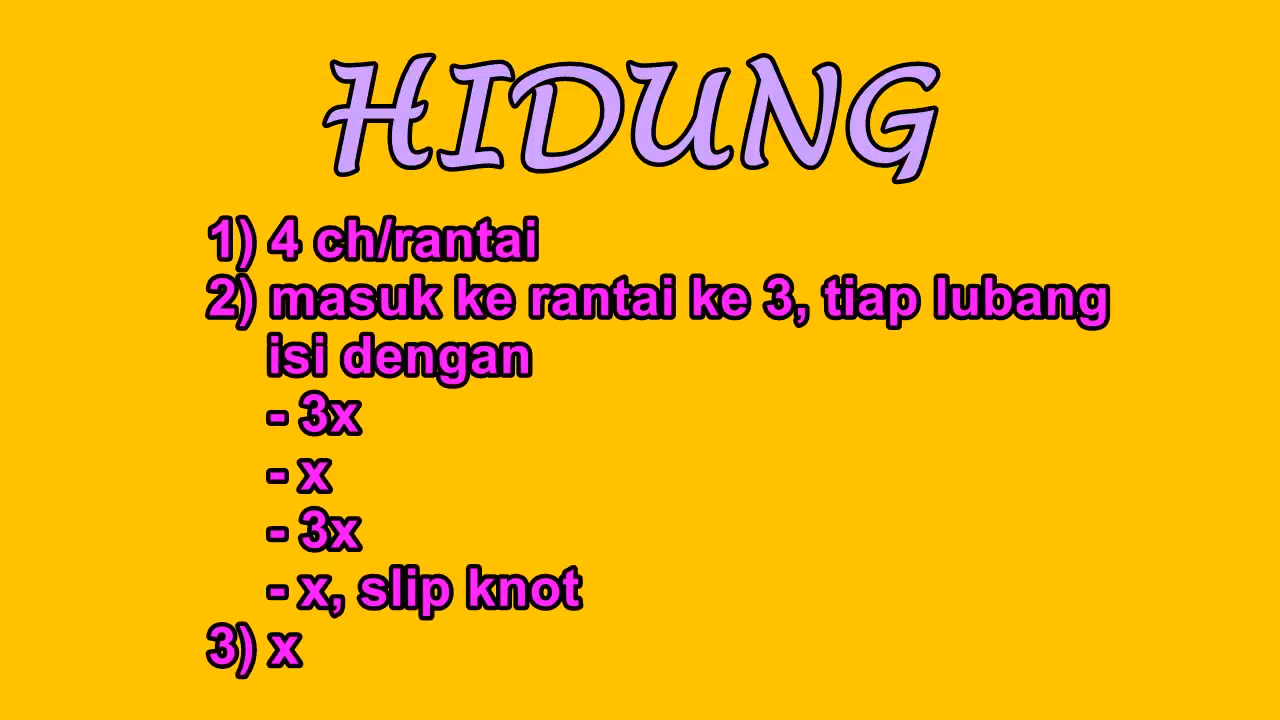 HIDUNG
1) 4 ch/rantai
2) masuk ke rantai ke 3, tiap lubang
isi dengan
- 3x
- x
- 3x
- x, slip knot
3) x